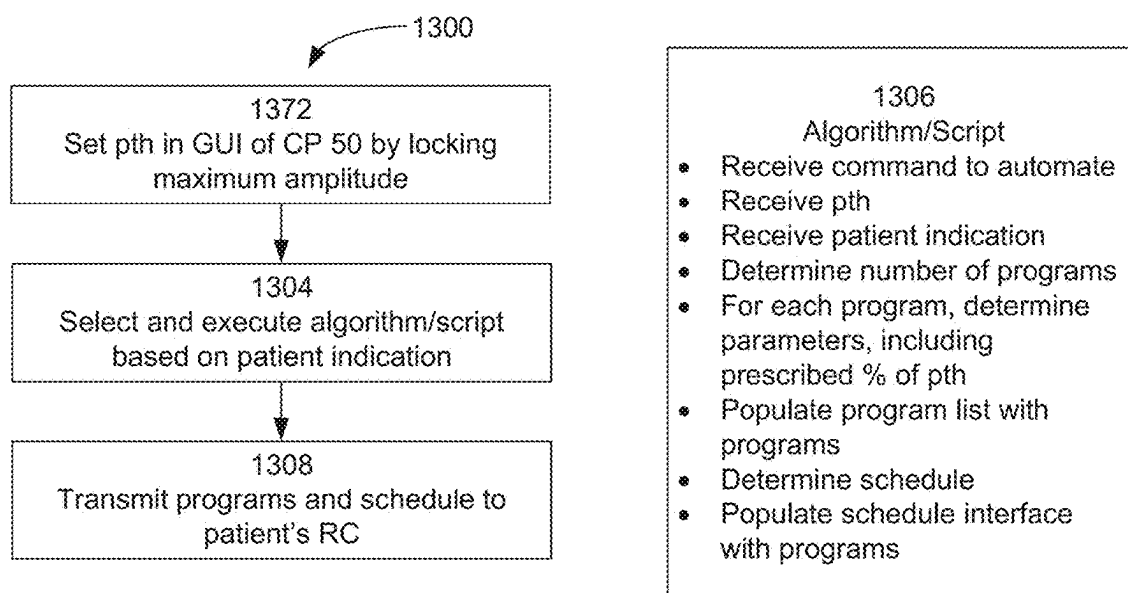 1300
1372
Set pth in GUI of CP 50 by locking
maximum amplitude
1304
Select and execute algorithm/script
based on patient indication
1308
Transmit programs and schedule to
patient's RC
1306
Algorithm/Script
• Receive command to automate
• Receive pth
• Receive patient indication
• Determine number of programs
• For each program, determine
parameters, including
prescribed % of pth
• Populate program list with
programs
• Determine schedule
• Populate schedule interface
with programs